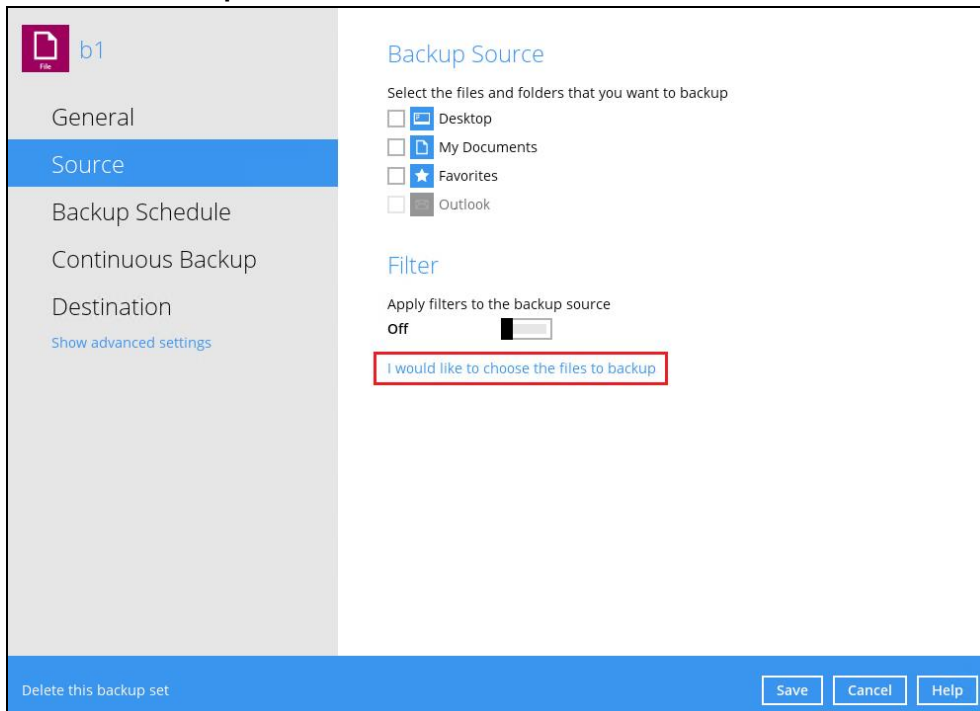 File
b1
General
Source
Backup Schedule
Continuous Backup
Destination
Show advanced settings
Backup Source
Select the files and folders that you want to backup
Desktop
My Documents
Favorites
Outlook
Filter
Apply filters to the backup source
Off
I would like to choose the files to backup
Delete this backup set
Save
Cancel
Help